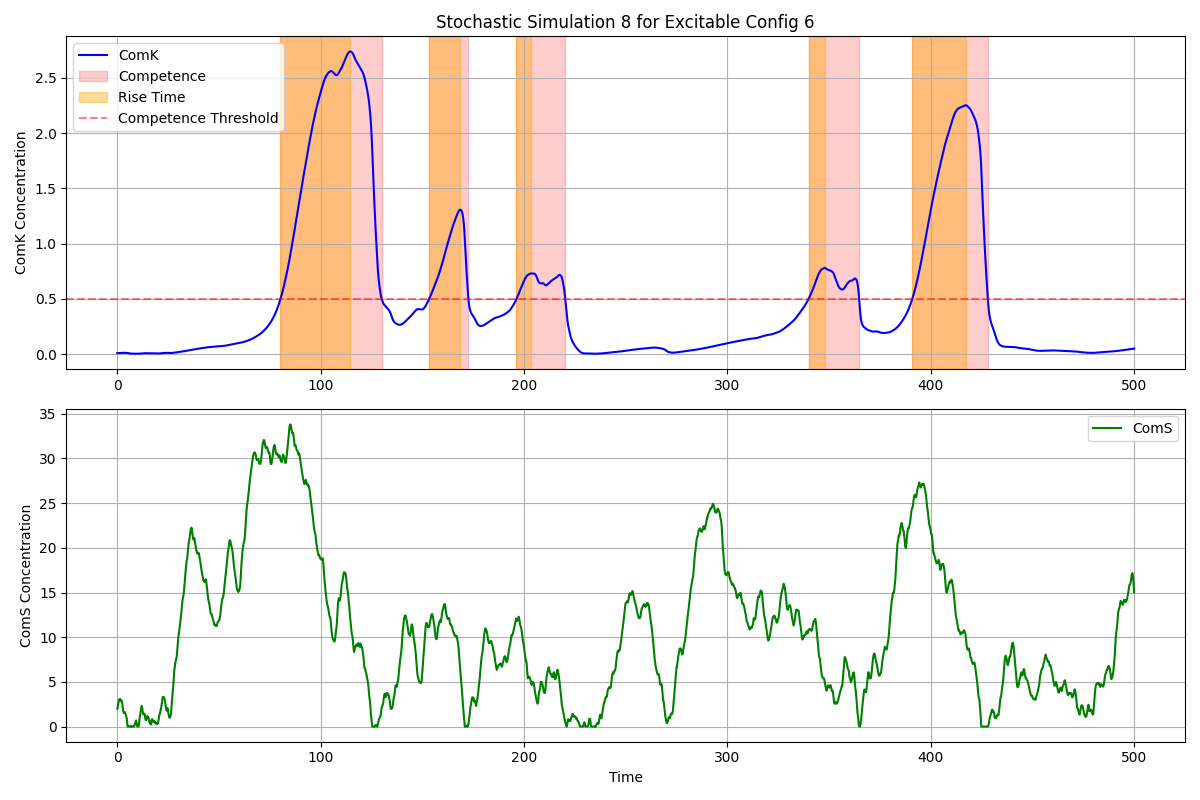 Stochastic Simulation 8 for Excitable Config 6
ComK
Competence
Rise Time
Competence Threshold
ComK Concentration
2.5
2.0
1.5
1.0
0.5
0.0
0 100 200 300 400 500
ComS
ComS Concentration
35
30
25
20
15
10
5
0
0 100 200 300 400 500
Time